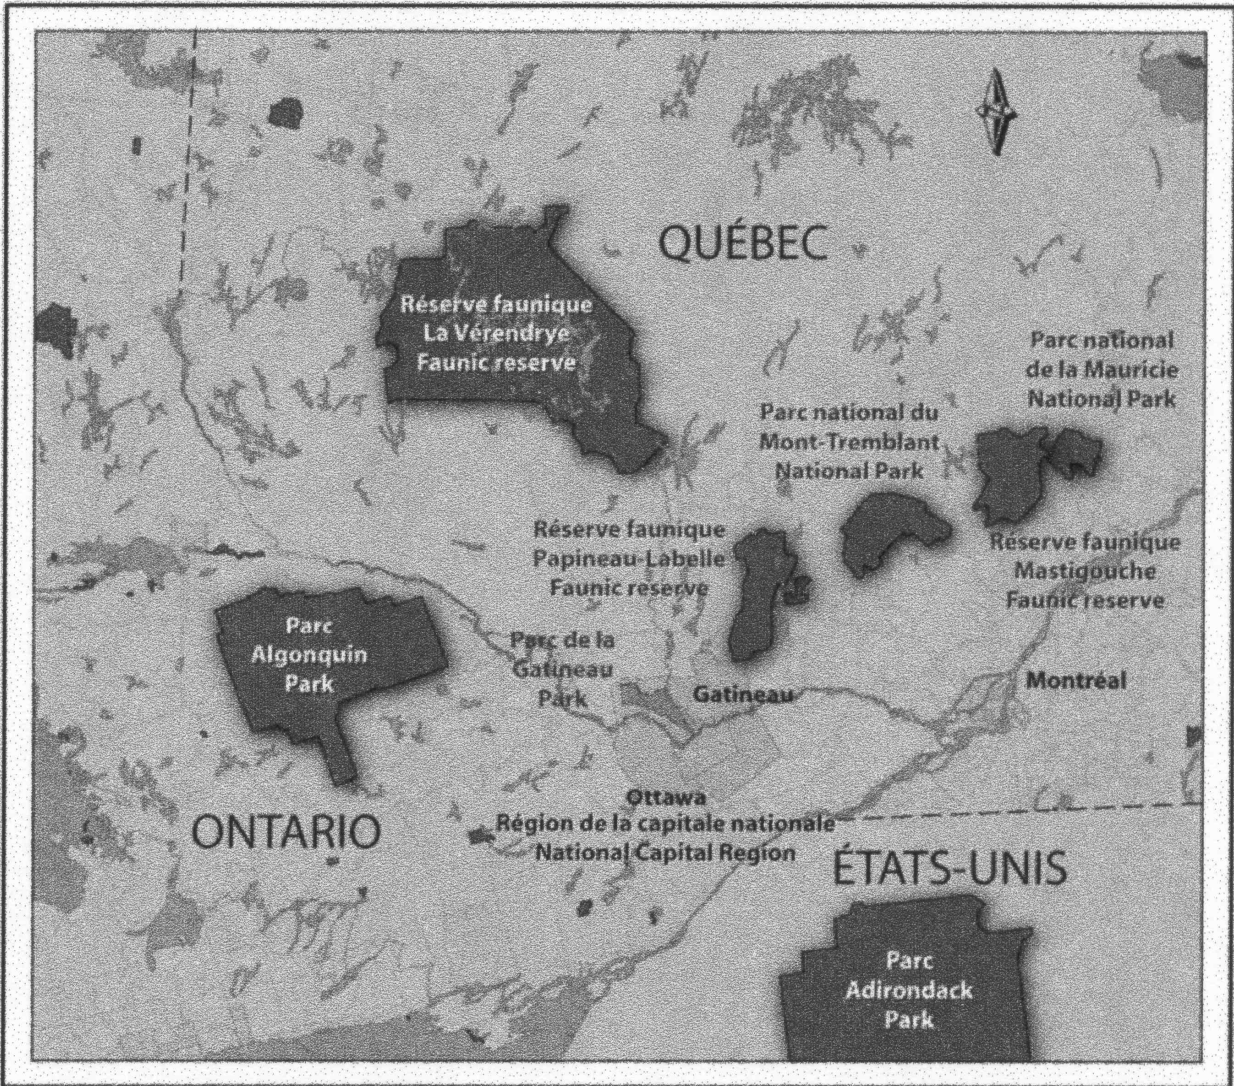 QUÉBEC
Réserve faunique
La Vérendrye
Faunic reserve
Parc national
de la Mauricie
National Park
Parc national du
Mont-Tremblant
National Park
Réserve faunique
Papineau-Labelle
Faunic reserve
Réserve faunique
Mastigouche
Faunic reserve
Parc
Algonquin
Park
Parc de la
Gatineau
Park
Gatineau
Montréal
Ottawa
Région de la capitale nationale
National Capital Region
ONTARIO
ÉTATS-UNIS
Parc
Adirondack
Park